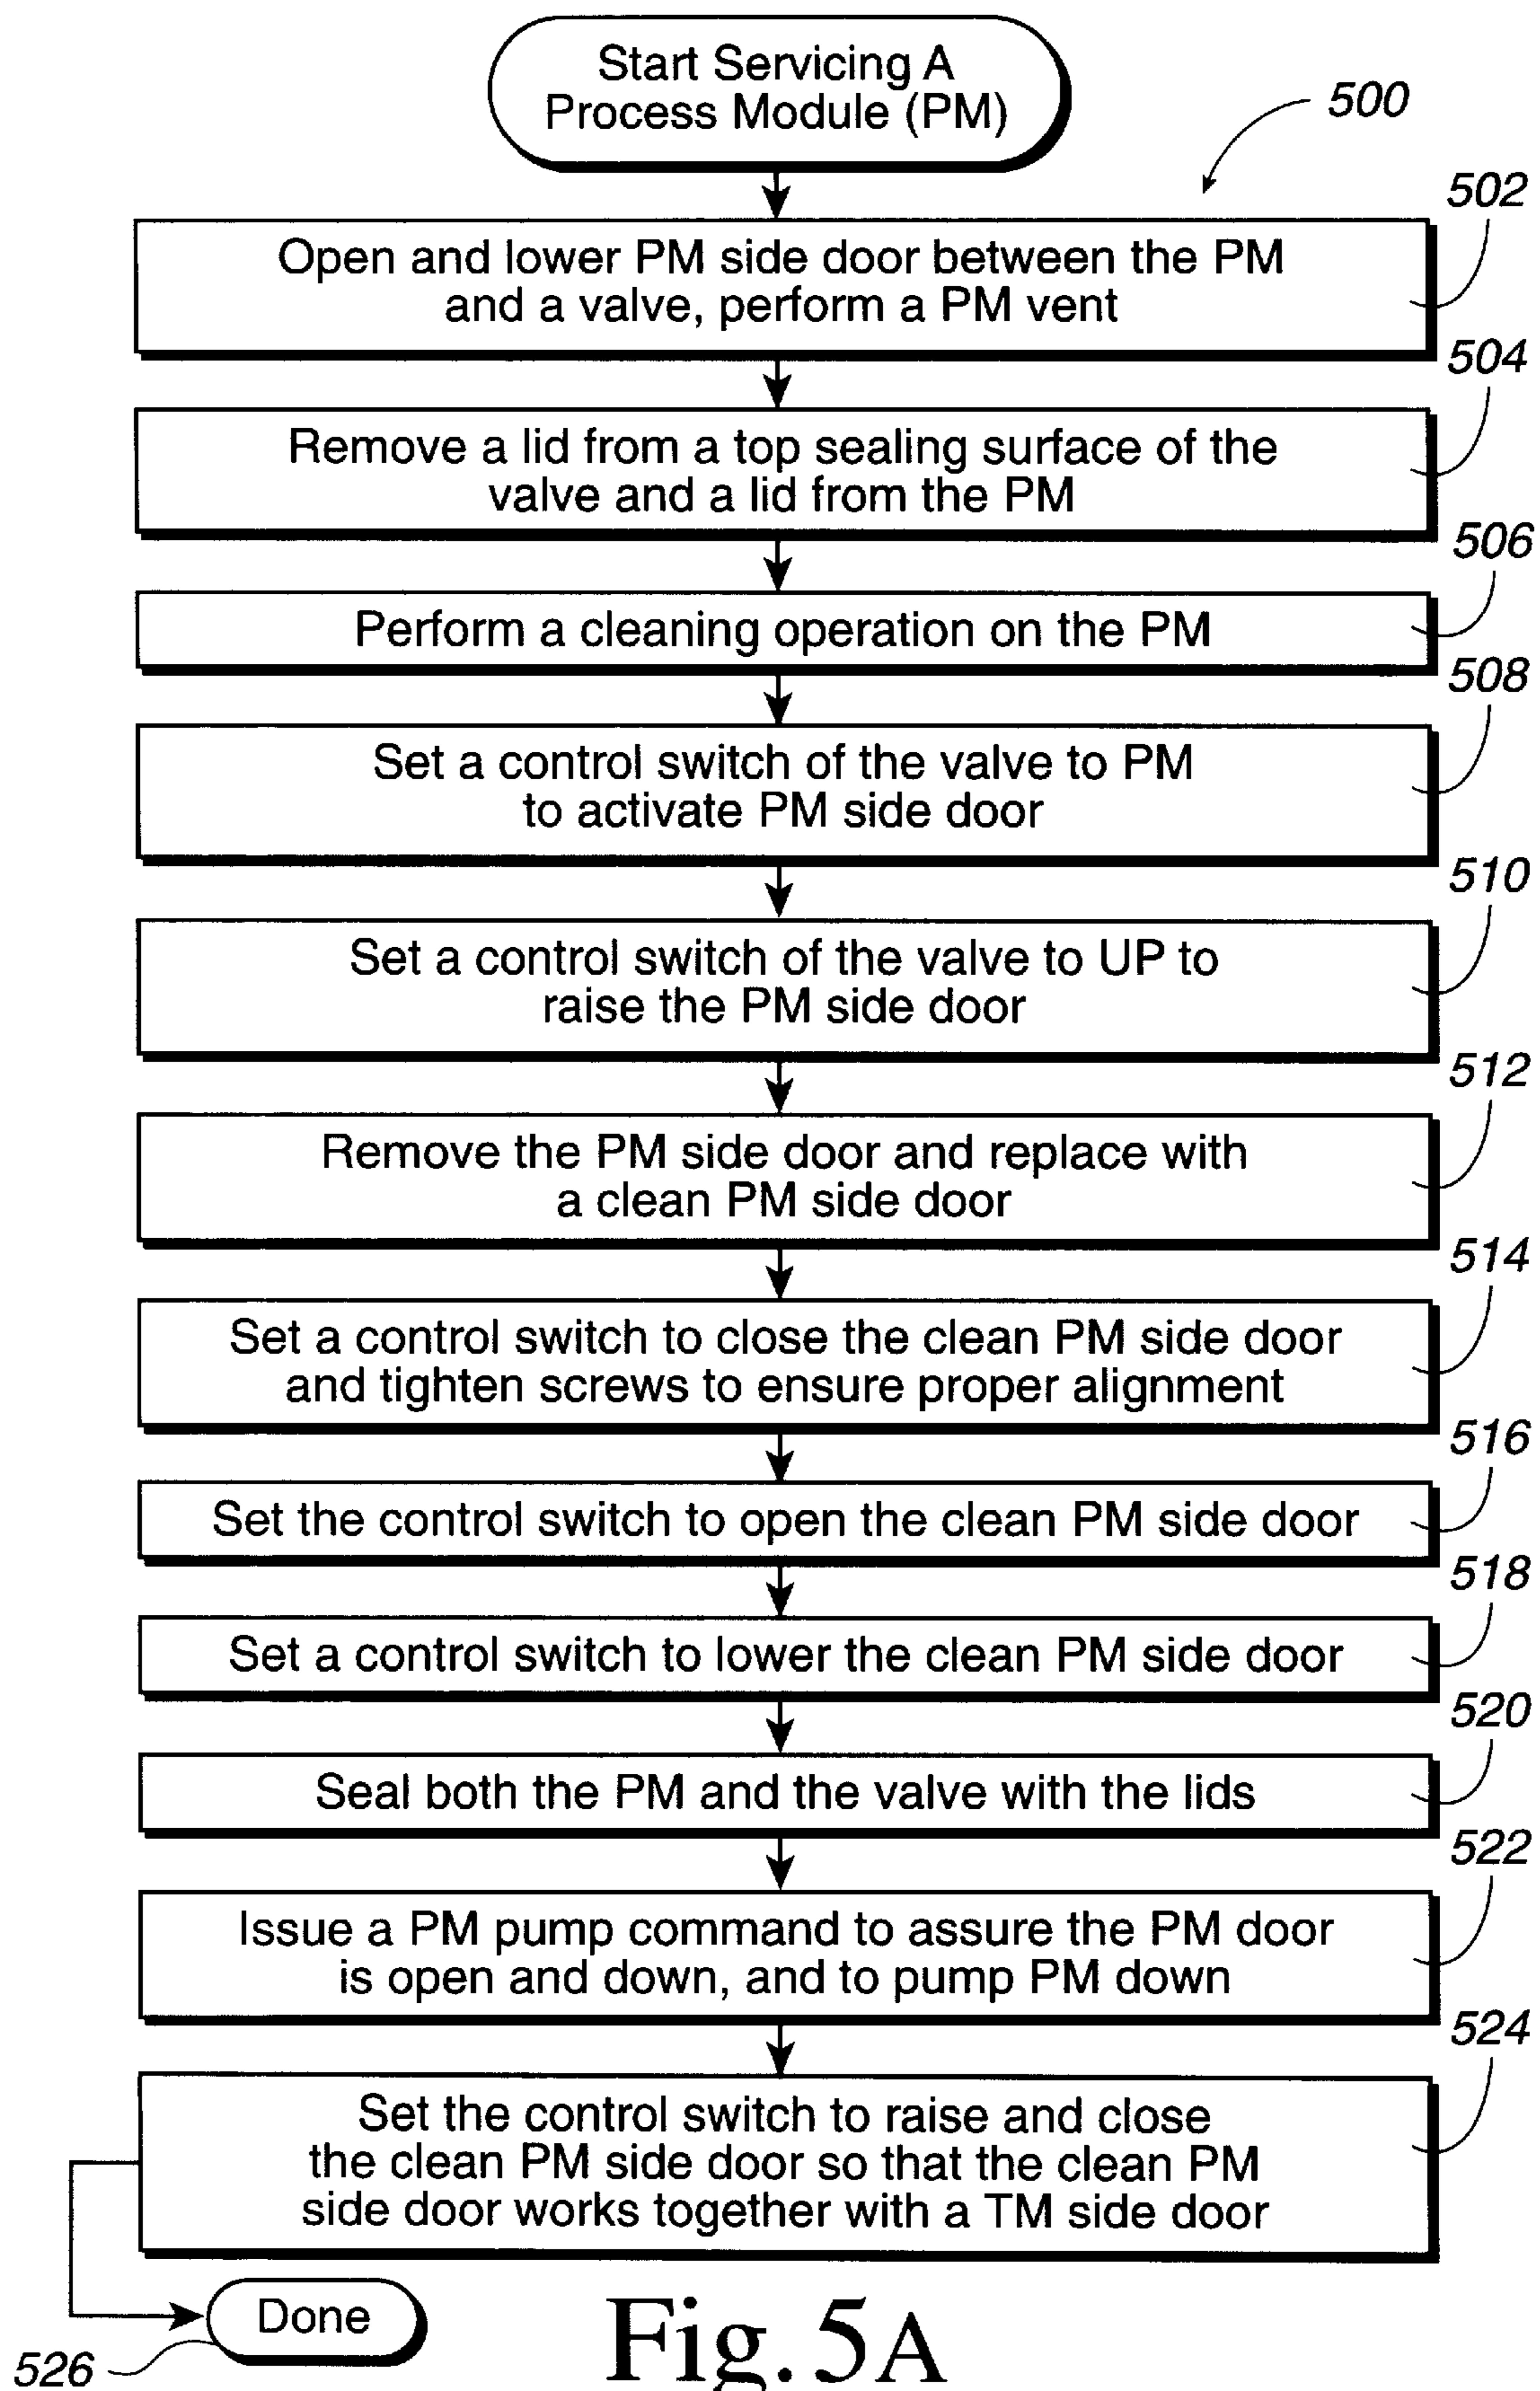 Start Servicing A
Process Module (PM)
500
502
Open and lower PM side door between the PM
and a valve, perform a PM vent
504
Remove a lid from a top sealing surface of the
valve and a lid from the PM
506
Perform a cleaning operation on the PM
508
Set a control switch of the valve to PM
to activate PM side door
510
Set a control switch of the valve to UP to
raise the PM side door
512
Remove the PM side door and replace with
a clean PM side door
514
Set a control switch to close the clean PM side door
and tighten screws to ensure proper alignment
516
Set the control switch to open the clean PM side door
518
Set a control switch to lower the clean PM side door
520
Seal both the PM and the valve with the lids
522
Issue a PM pump command to assure the PM door
is open and down, and to pump PM down
524
Set the control switch to raise and close
the clean PM side door so that the clean PM
side door works together with a TM side door
Done
526
Fig. 5A